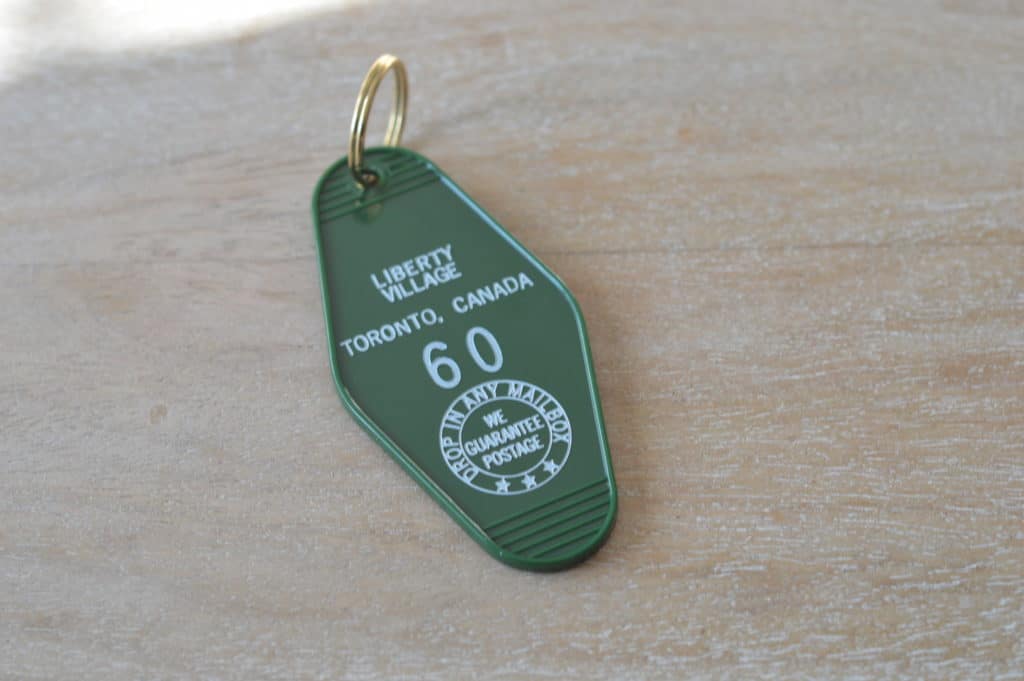 LIBERTY
VILLAGE
TORONTO, CANADA
60
DROP IN ANY MAILBOX
WE
GUARANTEE
POSTAGE